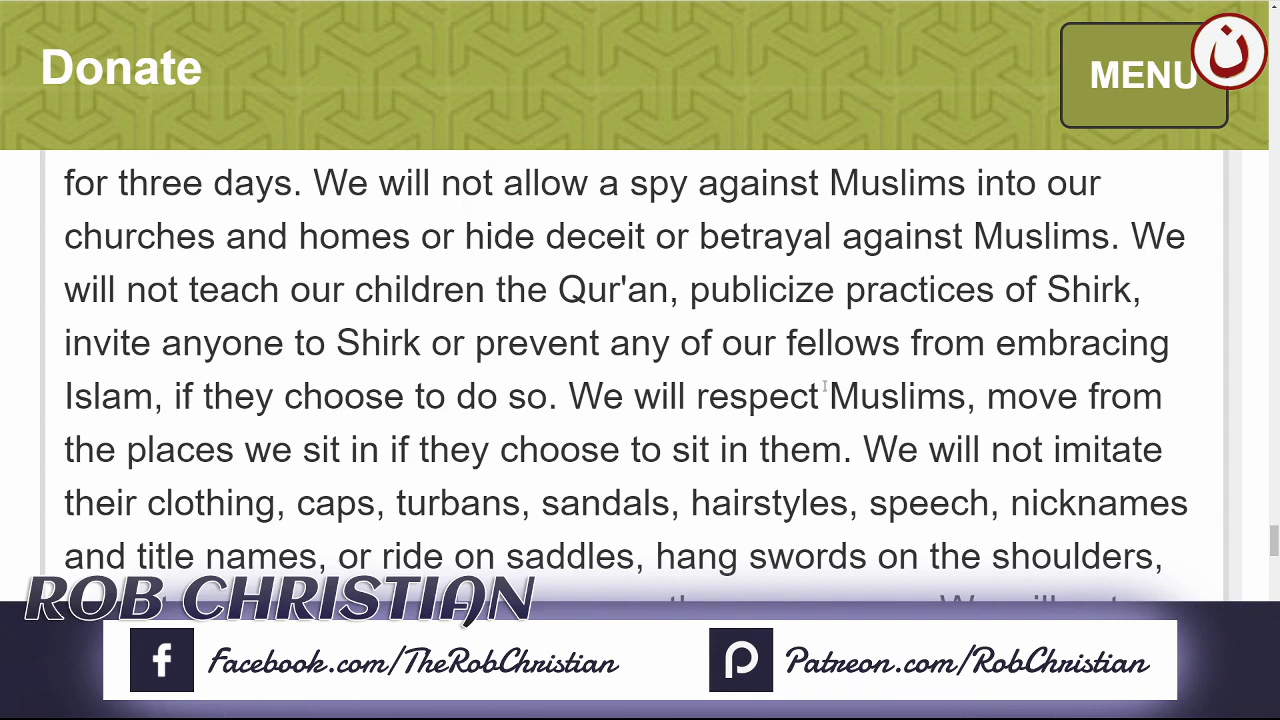 Donate
MENU
ن
for three days. We will not allow a spy against Muslims into our
churches and homes or hide deceit or betrayal against Muslims. We
will not teach our children the Qur'an, publicize practices of Shirk,
invite anyone to Shirk or prevent any of our fellows from embracing
Islam, if they choose to do so. We will respect Muslims, move from
the places we sit in if they choose to sit in them. We will not imitate
their clothing, caps, turbans, sandals, hairstyles, speech, nicknames
and title names, or ride on saddles, hang swords on the shoulders,
ROB CHRISTIAN
Facebook.com/TheRobChristian
Patreon.com/RobChristian